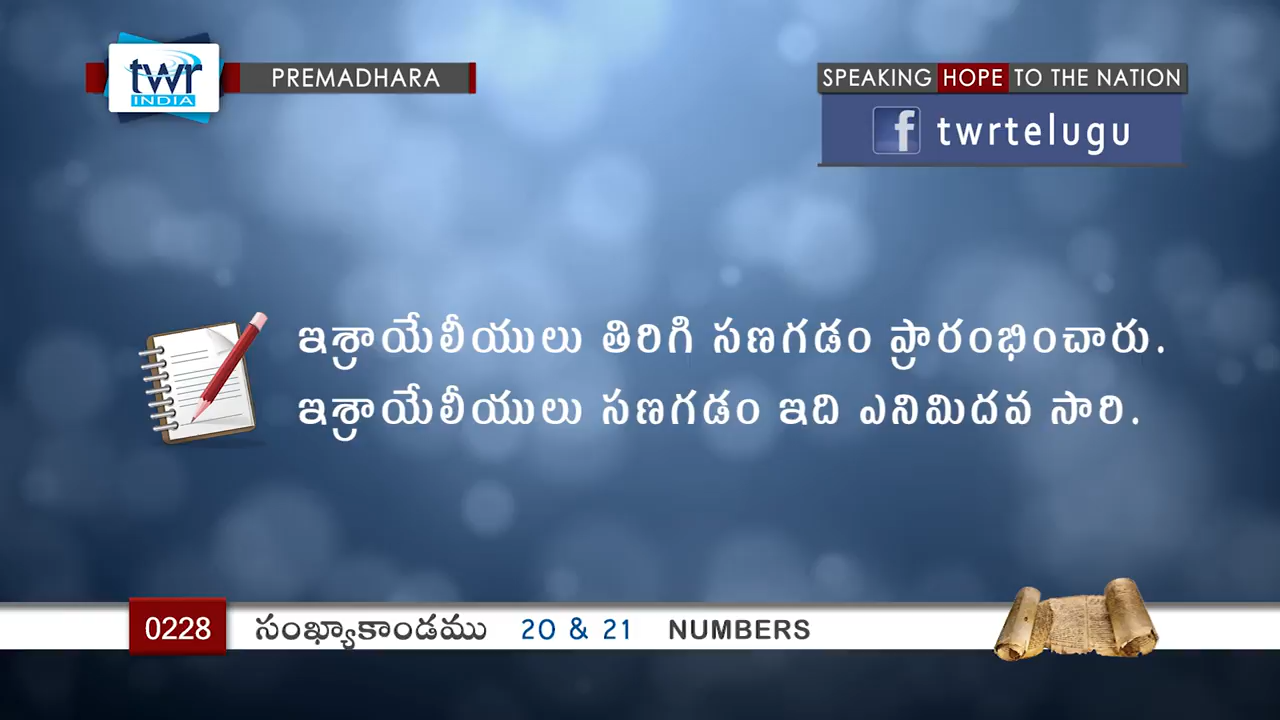 twr
INDIA
PREMADHARA
SPEAKING HOPE TO THE NATION
f twrtelugu
ఇశ్రాయేలీయులు తిరిగి సణగడం ప్రారంభించారు.
ఇశ్రాయేలీయులు సణగడం ఇది ఎనిమిదవ సారి.
0228 సంఖ్యాకాండము 20 & 21 NUMBERS